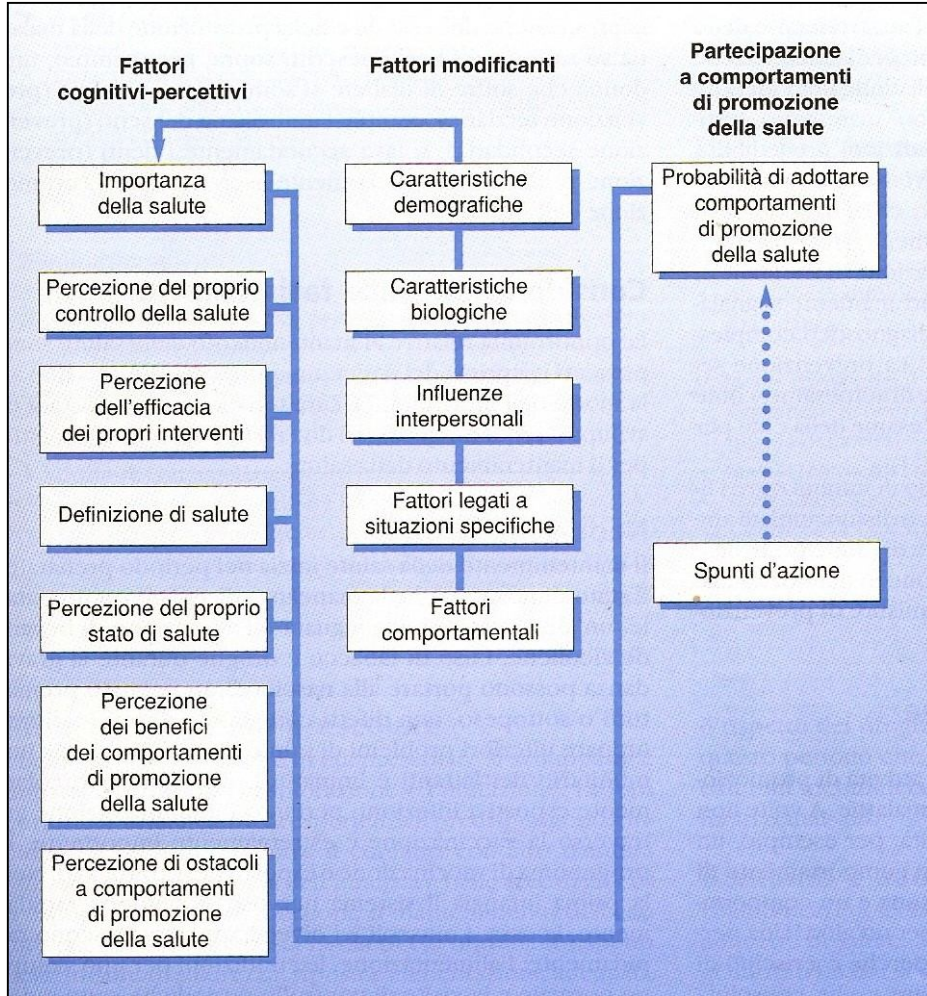 Fattori
cognitivi-percettivi
Importanza
della salute
Percezione del proprio
controllo della salute
Percezione
dell'efficacia
dei propri interventi
Definizione di salute
Percezione del proprio
stato di salute
Percezione
dei benefici
dei comportamenti
di promozione
della salute
Percezione di ostacoli
a comportamenti
di promozione
della salute
Fattori modificanti
Caratteristiche
demografiche
Caratteristiche
biologiche
Influenze
interpersonali
Fattori legati a
situazioni specifiche
Fattori
comportamentali
Partecipazione
a comportamenti
di promozione
della salute
Probabilità di adottare
comportamenti
di promozione
della salute
Spunti d'azione